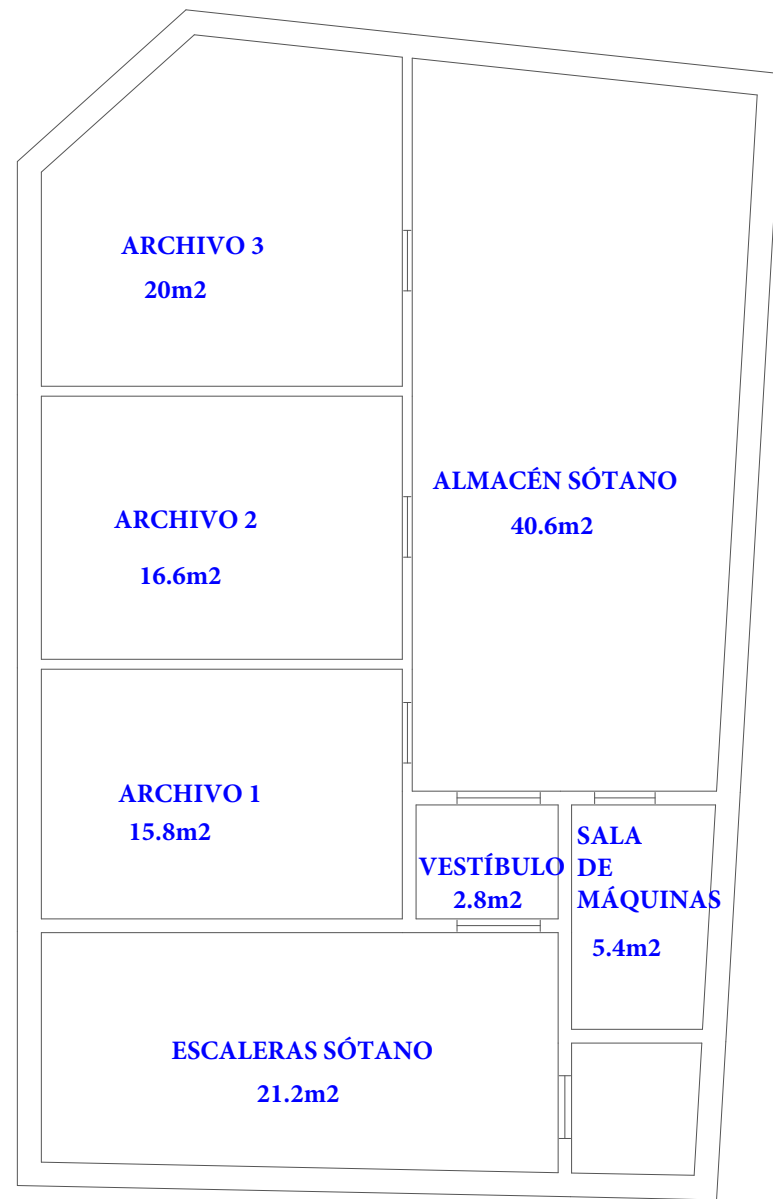 ARCHIVO 3
20m2
ALMACÉN SÓTANO
40.6m2
ARCHIVO 2
16.6m2
ARCHIVO 1
15.8m2
VESTÍBULO
2.8m2
SALA
DE
MÁQUINAS
5.4m2
ESCALERAS SÓTANO
21.2m2